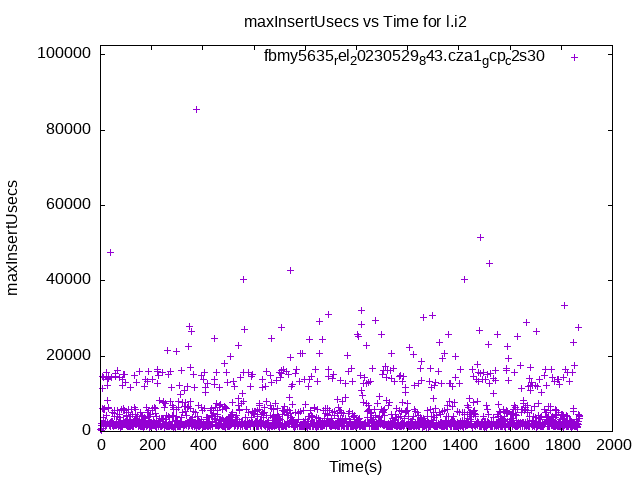 maxInsertUsecs vs Time for l.i2
fbmy5635_rel_20230529_843.cza1_gcp_c2s30
100000
80000
60000
40000
20000
0
maxInsertUsecs
0 200 400 600 800 1000 1200 1400 1600 1800 2000
Time(s)